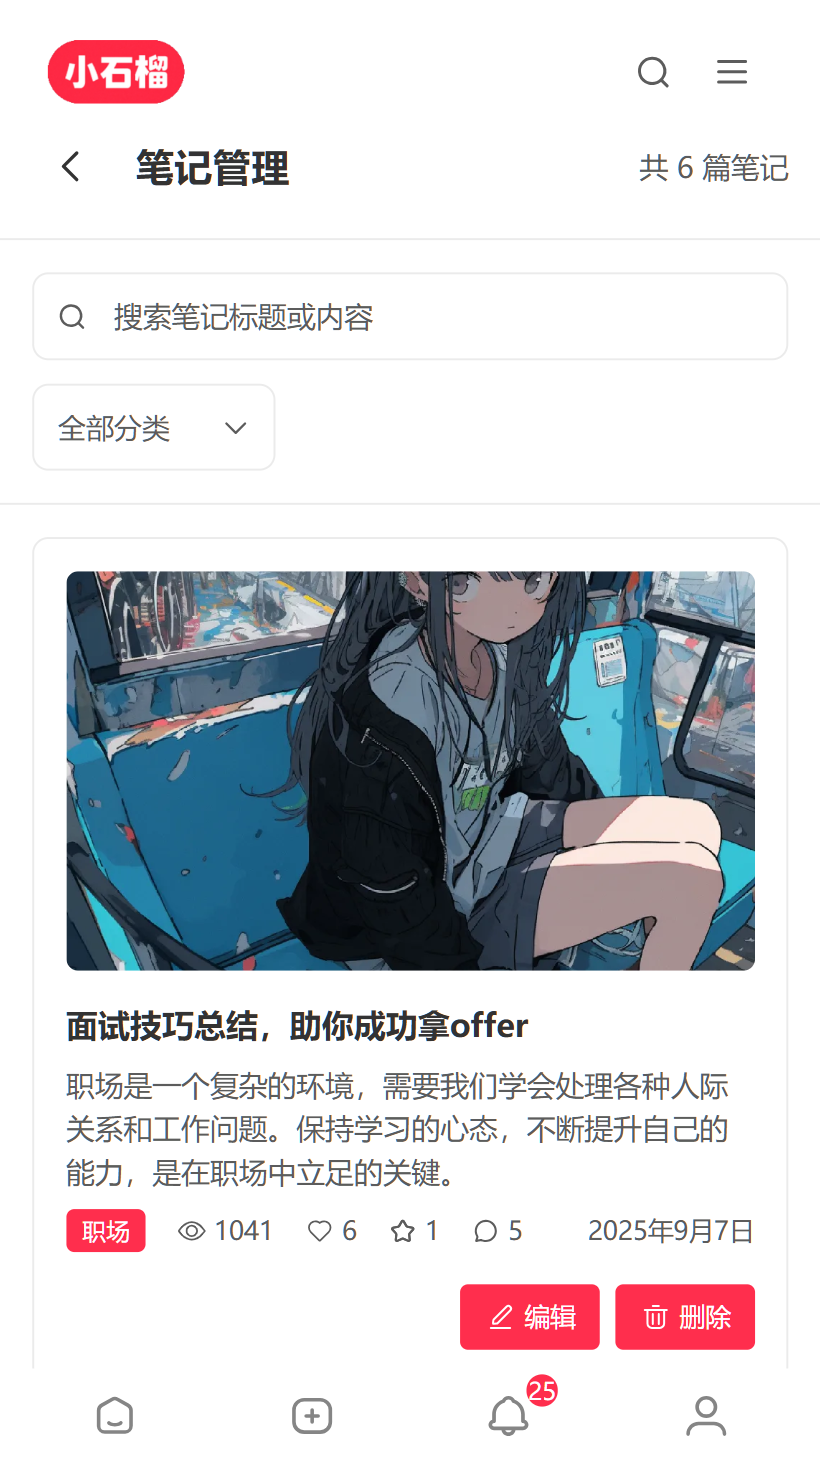 小石榴
笔记管理
共 6 篇笔记
搜索笔记标题或内容
全部分类
面试技巧总结，助你成功拿offer
职场是一个复杂的环境，需要我们学会处理各种人际
关系和工作问题。保持学习的心态，不断提升自己的
能力，是在职场中立足的关键。
职场 1041 6 1 5 2025年9月7日
编辑 删除
25